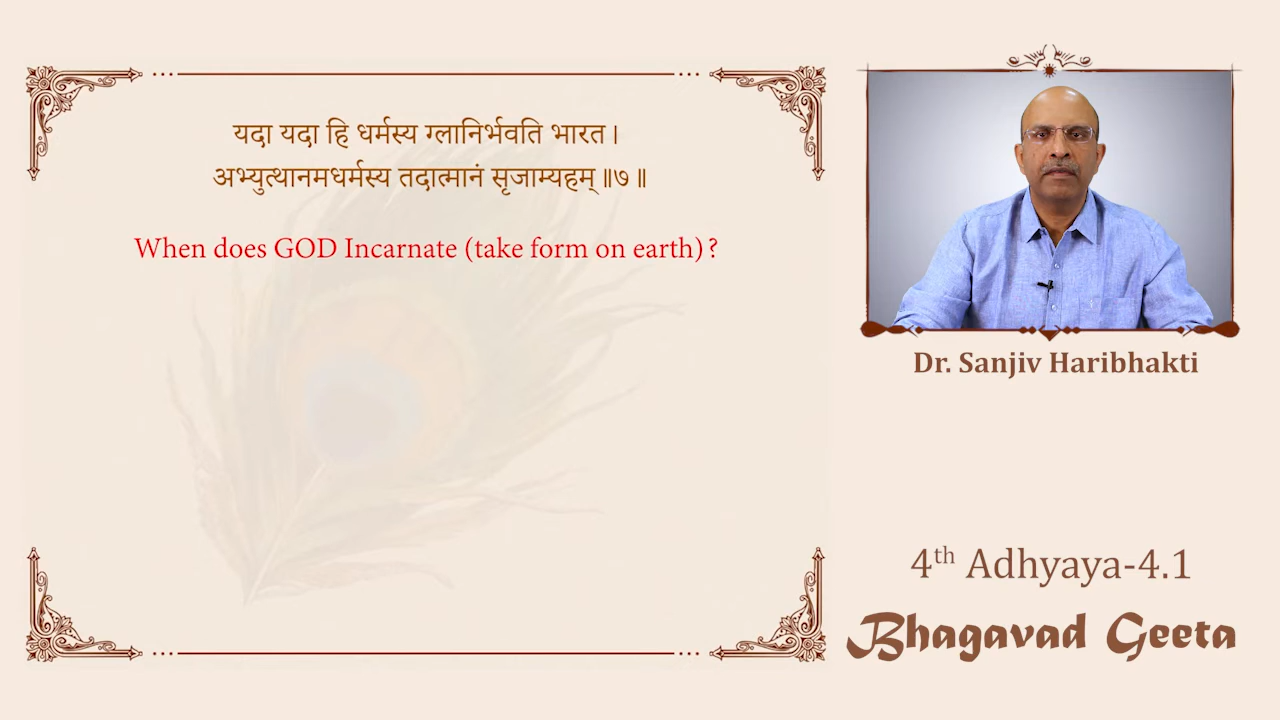 यदा यदा हि धर्मस्य ग्लानिर्भवति भारत।
अभ्युत्थानमधर्मस्य तदात्मानं सृजाम्यहम्॥७॥
When does GOD Incarnate (take form on earth)?
Dr. Sanjiv Haribhakti
4th Adhyaya-4.1
Bhagavad Geeta